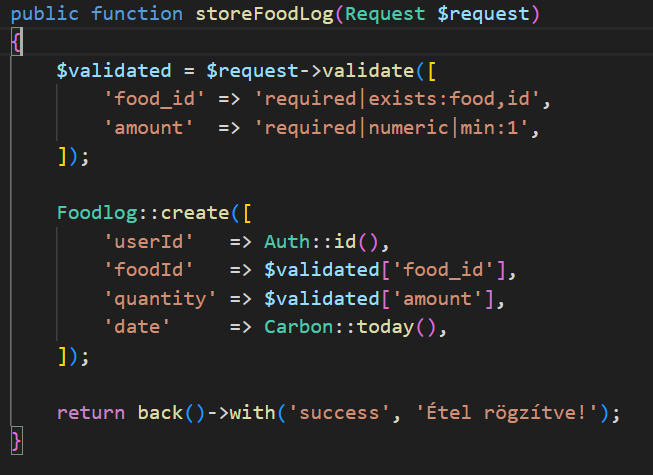 public function storeFoodLog(Request $request)
{
    $validated = $request->validate([
        'food_id' => 'required|exists:food,id',
        'amount'  => 'required|numeric|min:1',
    ]);

    Foodlog::create([
        'userId'   => Auth::id(),
        'foodId'   => $validated['food_id'],
        'quantity' => $validated['amount'],
        'date'     => Carbon::today(),
    ]);

    return back()->with('success', 'Étel rögzítve!');
}